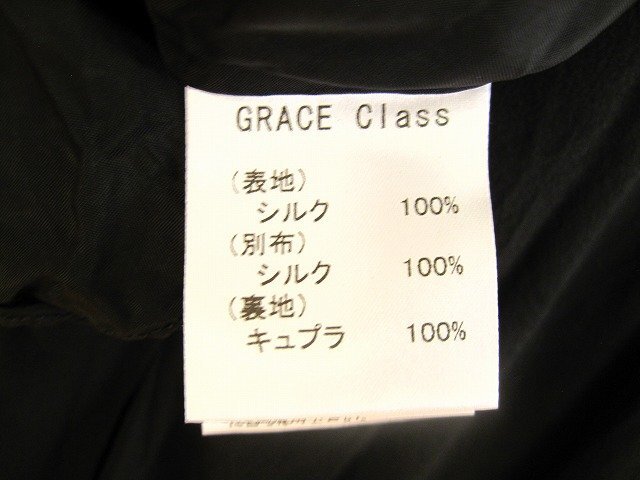 GRACE Class
(表地)
シルク 100%
(別布)
シルク 100%
(裏地)
キュプラ 100%